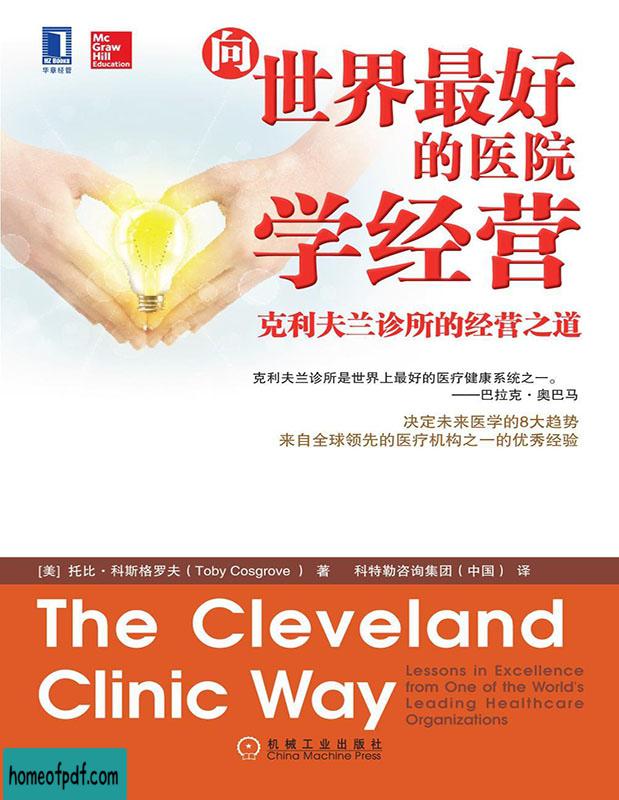 HZ BOOKS
华章经管
Mc
Graw
Hill
Education
向
世界最好
的医院
学经营
克利夫兰诊所的经营之道
克利夫兰诊所是世界上最好的医疗健康系统之一。
——巴拉克·奥巴马
决定未来医学的8大趋势
来自全球领先的医疗机构之一的优秀经验
[美] 托比·科斯格罗夫（Toby Cosgrove ）著 科特勒咨询集团（中国）译
The Cleveland
Clinic Way
Lessons in Excellence
from One of the World's
Leading Healthcare
Organizations
机械工业出版社
China Machine Press
homeofpdf.com